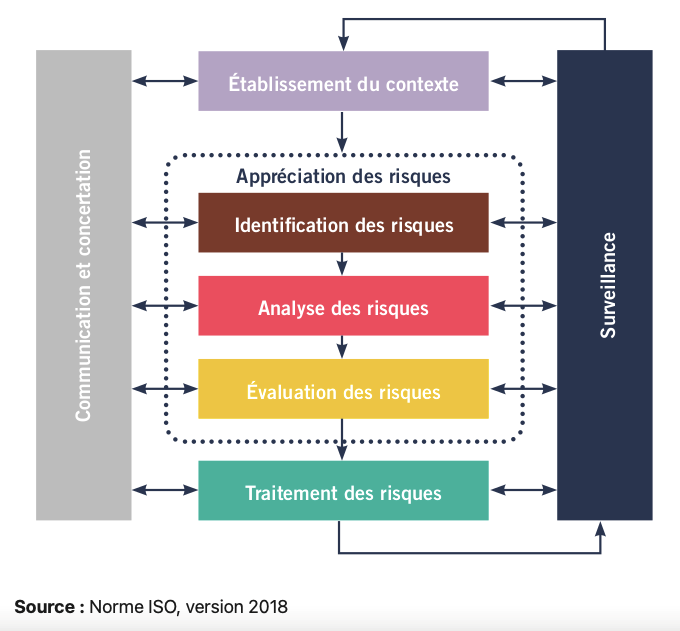 Établissement du contexte
Appréciation des risques
Identification des risques
Analyse des risques
Évaluation des risques
Traitement des risques
Communication et concertation
Surveillance
Source : Norme ISO, version 2018